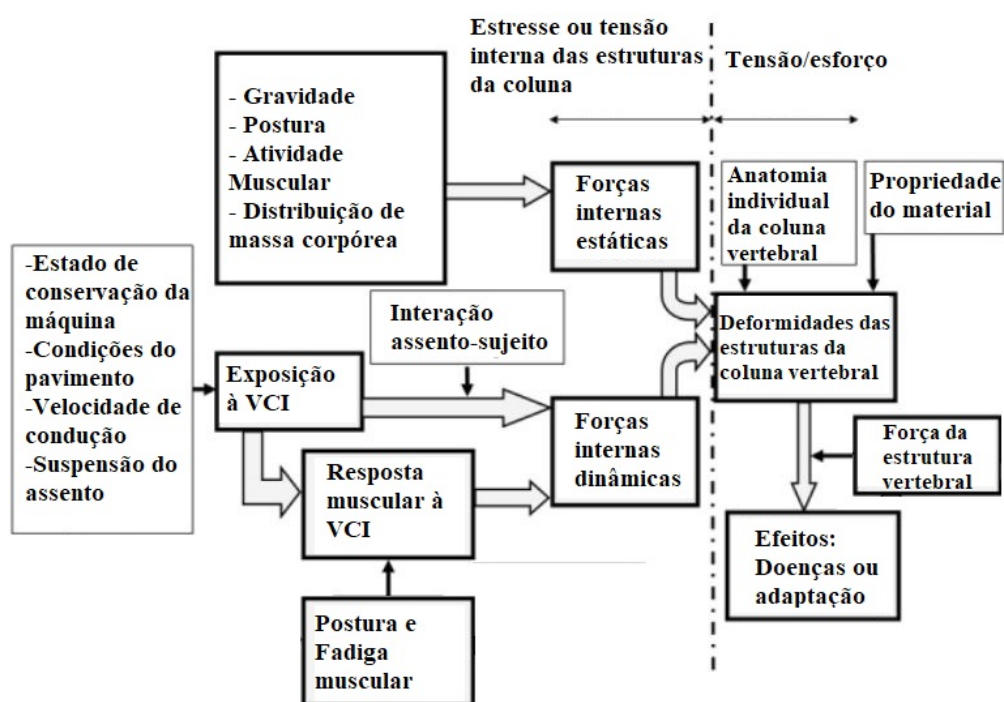 Estresse ou tensão
interna das estruturas
da coluna
Tensão/esforço
- Gravidade
- Postura
- Atividade
Muscular
- Distribuição de
massa corpórea
Forças
internas
estáticas
Anatomia
individual
da coluna
vertebral
Propriedade
do material
-Estado de
conservação da
máquina
-Condições do
pavimento
-Velocidade de
condução
-Suspensão do
assento
Interação
assento-sujeito
Exposição
à VCI
Deformidades das
estruturas da
coluna vertebral
Forças
internas
dinâmicas
Resposta
muscular à
VCI
Força da
estrutura
vertebral
Efeitos:
Doenças ou
adaptação
Postura e
Fadiga
muscular